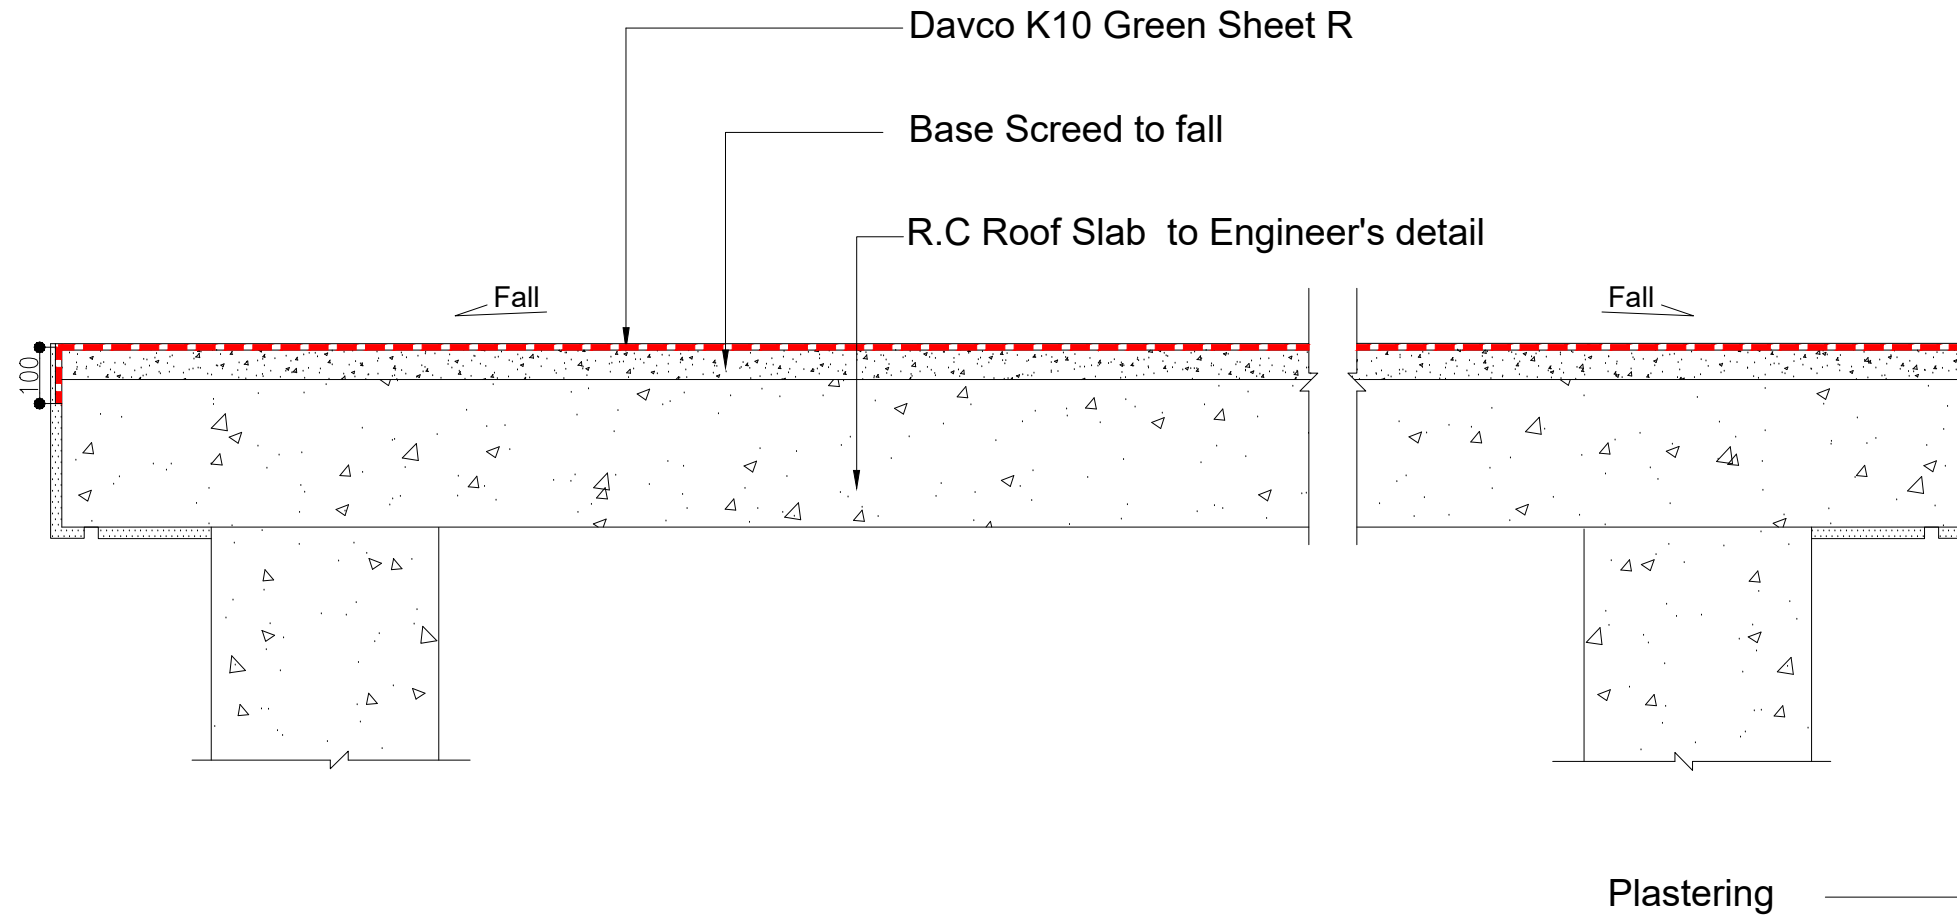 Davco K10 Green Sheet R
Base Screed to fall
R.C Roof Slab  to Engineer's detail
Fall
Fall
100
Plastering